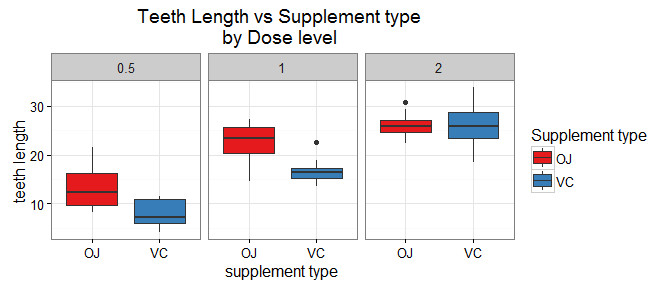 Teeth Length vs Supplement type
by Dose level
0.5
1
2
30
20
10
teeth length
OJ
VC
OJ
VC
OJ
VC
supplement type
Supplement type
OJ
VC